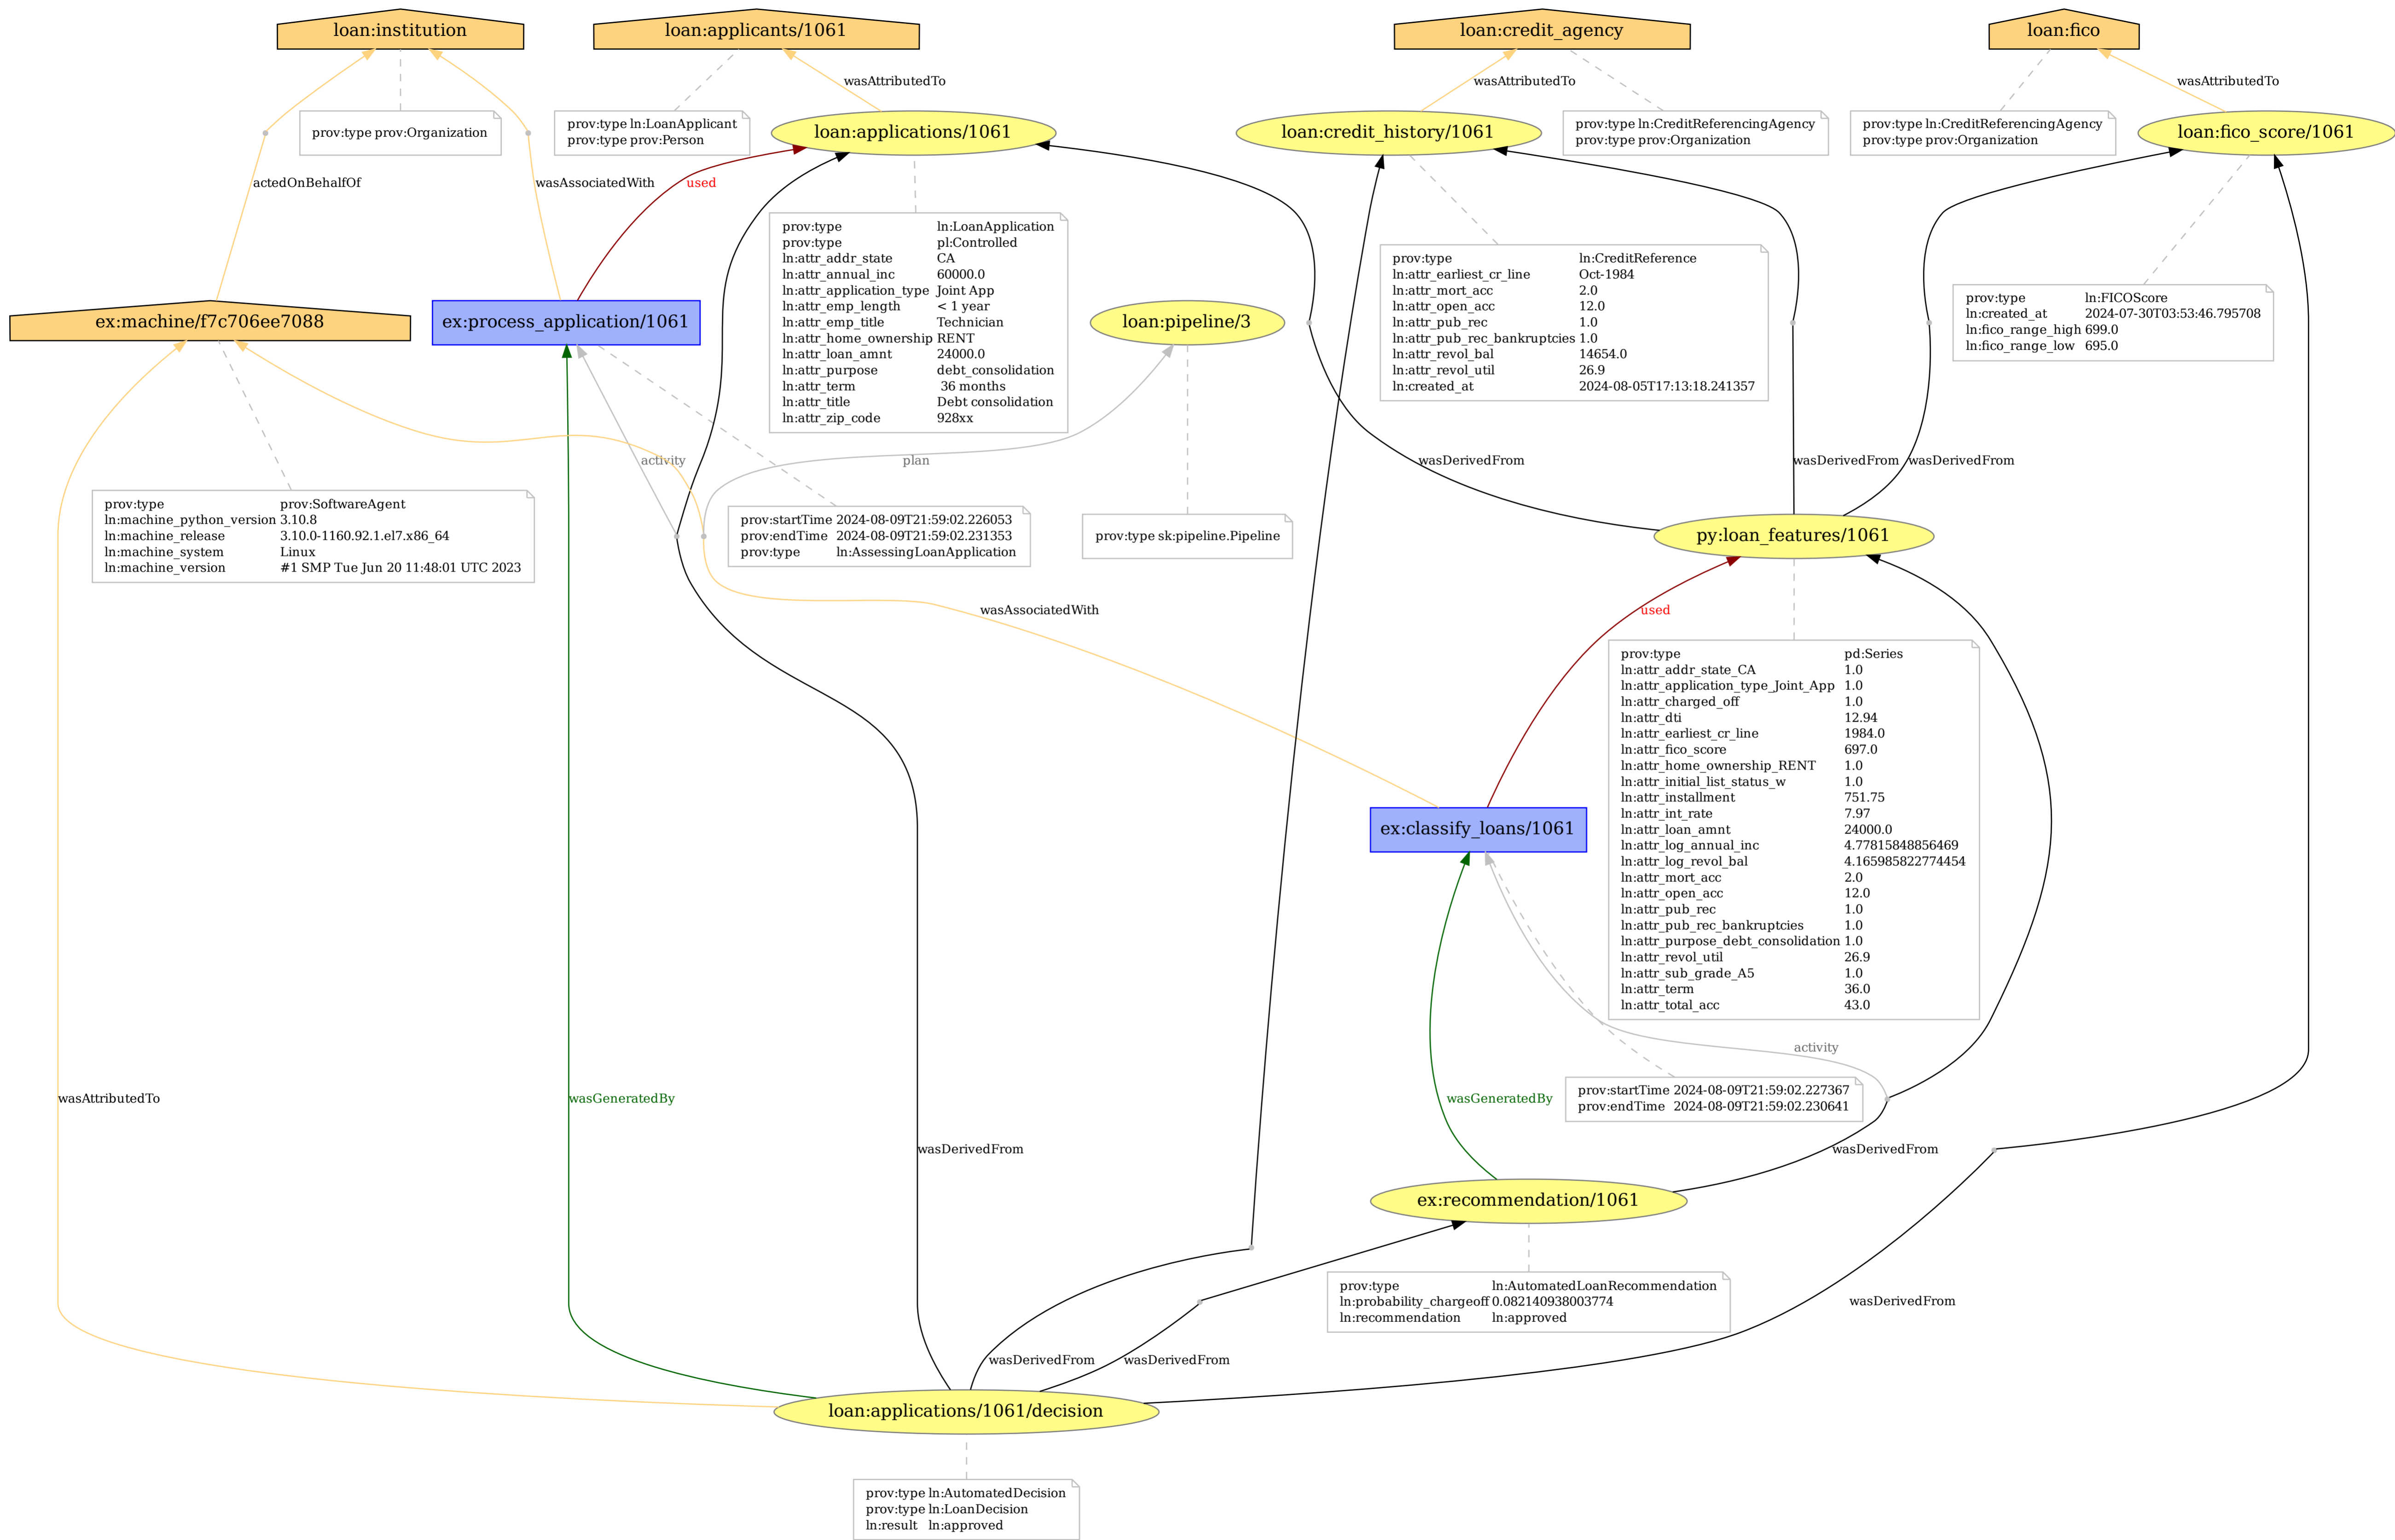 loan:institution
loan:applicants/1061
loan:credit_agency
loan:fico
wasAttributedTo
wasAttributedTo
wasAttributedTo
prov:type prov:Organization
prov:type ln:LoanApplicant
prov:type prov:Person
loan:applications/1061
loan:credit_history/1061
prov:type ln:CreditReferencingAgency
prov:type prov:Organization
prov:type ln:CreditReferencingAgency
prov:type prov:Organization
loan:fico_score/1061
actedOnBehalfOf
wasAssociatedWith
used
prov:type ln:LoanApplication
prov:type pl:Controlled
ln:attr_addr_state CA
ln:attr_annual_inc 60000.0
ln:attr_application_type Joint App
ln:attr_emp_length < 1 year
ln:attr_emp_title Technician
ln:attr_home_ownership RENT
ln:attr_loan_amnt 24000.0
ln:attr_purpose debt_consolidation
ln:attr_term 36 months
ln:attr_title Debt consolidation
ln:attr_zip_code 928xx
prov:type ln:CreditReference
ln:attr_earliest_cr_line Oct-1984
ln:attr_mort_acc 2.0
ln:attr_open_acc 12.0
ln:attr_pub_rec 1.0
ln:attr_pub_rec_bankruptcies 1.0
ln:attr_revol_bal 14654.0
ln:attr_revol_util 26.9
ln:created_at 2024-08-05T17:13:18.241357
prov:type ln:FICOScore
ln:created_at 2024-07-30T03:53:46.795708
ln:fico_range_high 699.0
ln:fico_range_low 695.0
ex:machine/f7c706ee7088
ex:process_application/1061
loan:pipeline/3
activity
plan
wasDerivedFrom
wasDerivedFrom
wasDerivedFrom
prov:type prov:SoftwareAgent
ln:machine_python_version 3.10.8
ln:machine_release 3.10.0-1160.92.1.el7.x86_64
ln:machine_system Linux
ln:machine_version #1 SMP Tue Jun 20 11:48:01 UTC 2023
prov:startTime 2024-08-09T21:59:02.226053
prov:endTime 2024-08-09T21:59:02.231353
prov:type ln:AssessingLoanApplication
prov:type sk:pipeline.Pipeline
py:loan_features/1061
wasAssociatedWith
used
prov:type pd:Series
ln:attr_addr_state_CA 1.0
ln:attr_application_type_Joint_App 1.0
ln:attr_charged_off 1.0
ln:attr_dti 12.94
ln:attr_earliest_cr_line 1984.0
ln:attr_fico_score 697.0
ln:attr_home_ownership_RENT 1.0
ln:attr_initial_list_status_w 1.0
ln:attr_installment 751.75
ln:attr_int_rate 7.97
ln:attr_loan_amnt 24000.0
ln:attr_log_annual_inc 4.77815848856469
ln:attr_log_revol_bal 4.165985822774454
ln:attr_mort_acc 2.0
ln:attr_open_acc 12.0
ln:attr_pub_rec 1.0
ln:attr_pub_rec_bankruptcies 1.0
ln:attr_purpose_debt_consolidation 1.0
ln:attr_revol_util 26.9
ln:attr_sub_grade_A5 1.0
ln:attr_term 36.0
ln:attr_total_acc 43.0
ex:classify_loans/1061
activity
wasAttributedTo
wasGeneratedBy
wasGeneratedBy
prov:startTime 2024-08-09T21:59:02.227367
prov:endTime 2024-08-09T21:59:02.230641
wasDerivedFrom
wasDerivedFrom
ex:recommendation/1061
prov:type ln:AutomatedLoanRecommendation
ln:probability_chargeoff 0.082140938003774
ln:recommendation ln:approved
wasDerivedFrom
wasDerivedFrom
wasDerivedFrom
loan:applications/1061/decision
prov:type ln:AutomatedDecision
prov:type ln:LoanDecision
ln:result ln:approved